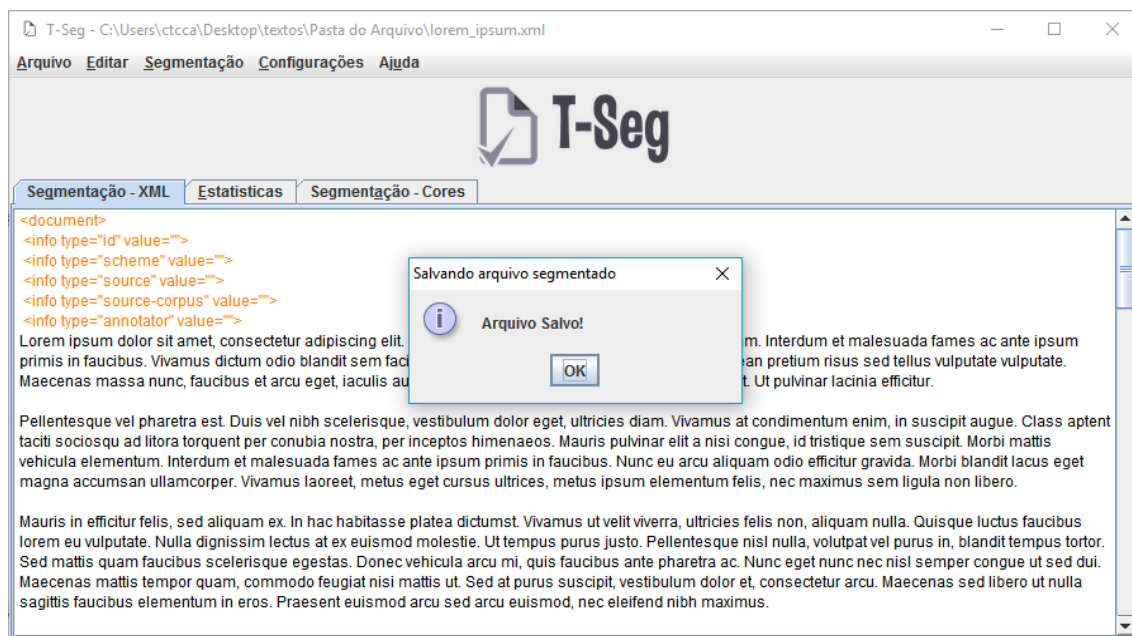 T-Seg - C:\Users\ctcca\Desktop\textos\Pasta do Arquivo\lorem_ipsum.xml
Arquivo Editar Segmentação Configurações Ajuda
T-Seg
Segmentação - XML Estatisticas Segmentação - Cores
<document>
<info type="id" value="">
<info type="scheme" value="">
<info type="source" value="">
<info type="source-corpus" value="">
<info type="annotator" value="">
Salvando arquivo segmentado
Arquivo Salvo!
OK
Lorem ipsum dolor sit amet, consectetur adipiscing elit. m. Interdum et malesuada fames ac ante ipsum
primis in faucibus. Vivamus dictum odio blandit sem faci an pretium risus sed tellus vulputate vulputate.
Maecenas massa nunc, faucibus et arcu eget, iaculis au t. Ut pulvinar lacinia efficitur.
Pellentesque vel pharetra est. Duis vel nibh scelerisque, vestibulum dolor eget, ultricies diam. Vivamus at condimentum enim, in suscipit augue. Class aptent
taciti sociosqu ad litora torquent per conubia nostra, per inceptos himenaeos. Mauris pulvinar elit a nisi congue, id tristique sem suscipit. Morbi mattis
vehicula elementum. Interdum et malesuada fames ac ante ipsum primis in faucibus. Nunc eu arcu aliquam odio efficitur gravida. Morbi blandit lacus eget
magna accumsan ullamcorper. Vivamus laoreet, metus eget cursus ultrices, metus ipsum elementum felis, nec maximus sem ligula non libero.
Mauris in efficitur felis, sed aliquam ex. In hac habitasse platea dictumst. Vivamus ut velit viverra, ultricies felis non, aliquam nulla. Quisque luctus faucibus
lorem eu vulputate. Nulla dignissim lectus at ex euismod molestie. Ut tempus purus justo. Pellentesque nisl nulla, volutpat vel purus in, blandit tempus tortor.
Sed mattis quam faucibus scelerisque egestas. Donec vehicula arcu mi, quis faucibus ante pharetra ac. Nunc eget nunc nec nisl semper congue ut sed dui.
Maecenas mattis tempor quam, commodo feugiat nisi mattis ut. Sed at purus suscipit, vestibulum dolor et, consectetur arcu. Maecenas sed libero ut nulla
sagittis faucibus elementum in eros. Praesent euismod arcu sed arcu euismod, nec eleifend nibh maximus.